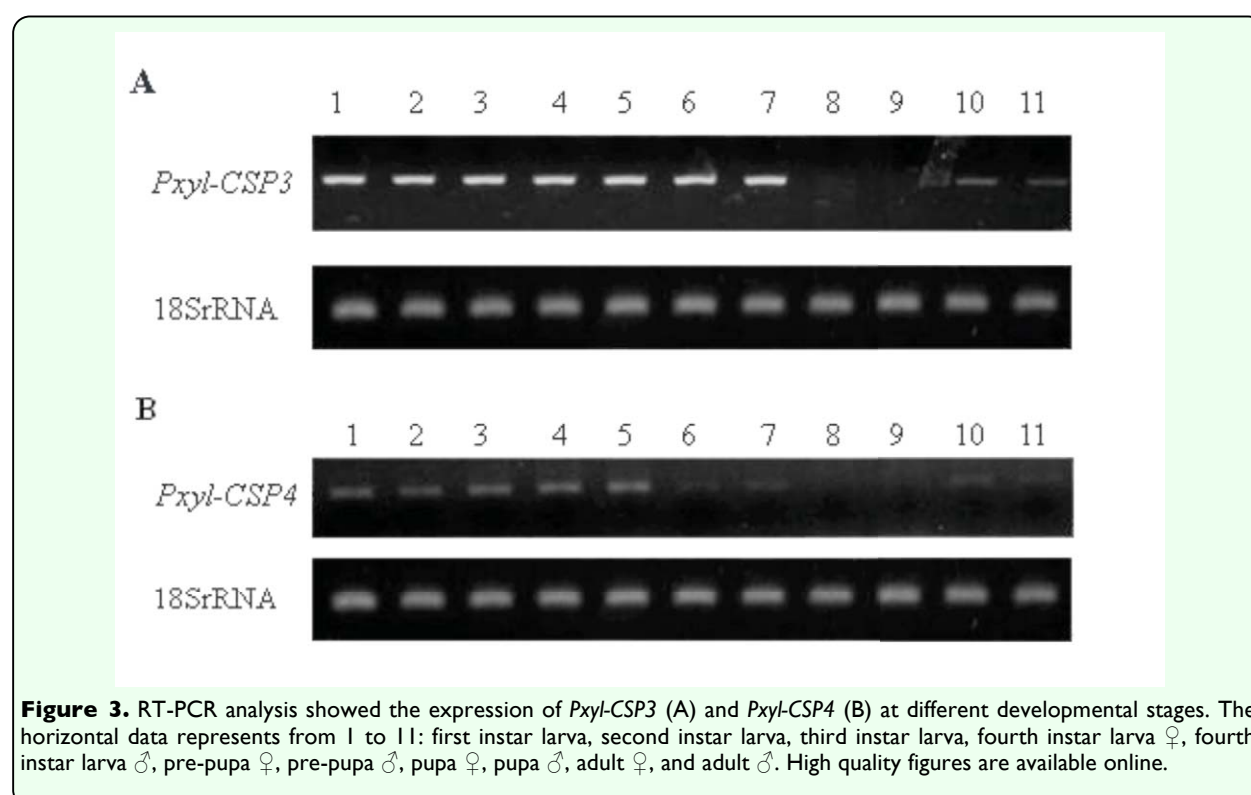 A
1 2 3 4 5 6 7 8 9 10 11
Pxyl-CSP3
18SrRNA
B
1 2 3 4 5 6 7 8 9 10 11
Pxyl-CSP4
18SrRNA
Figure 3. RT-PCR analysis showed the expression of Pxyl-CSP3 (A) and Pxyl-CSP4 (B) at different developmental stages. The
horizontal data represents from 1 to 11: first instar larva, second instar larva, third instar larva, fourth instar larva ♀, fourth
instar larva ♂, pre-pupa ♀, pre-pupa ♂, pupa ♀, pupa ♂, adult ♀, and adult ♂. High quality figures are available online.